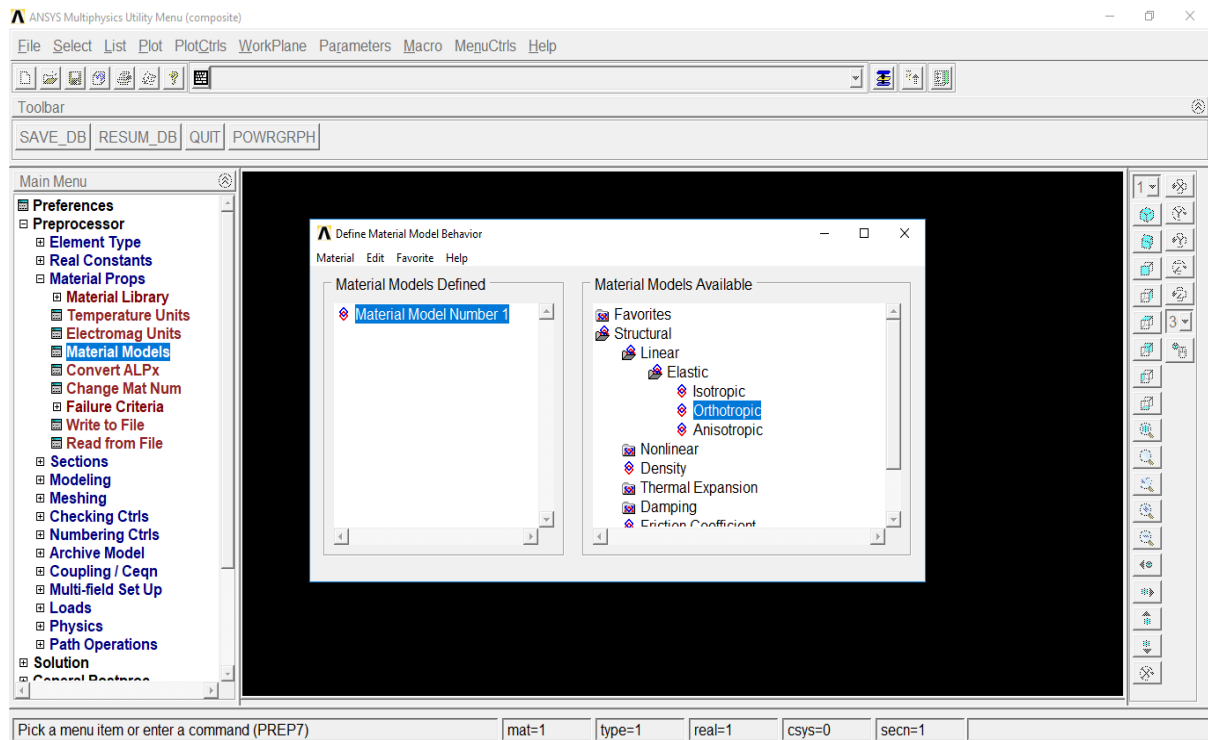 ANSYS Multiphysics Utility Menu (composite)
File Select List Plot PlotCtrls WorkPlane Parameters Macro MenuCtrls Help
Toolbar
SAVE_DB RESUM_DB QUIT POWRGRPH
Main Menu
Preferences
Preprocessor
Element Type
Real Constants
Material Props
Material Library
Temperature Units
Electromag Units
Material Models
Convert ALPx
Change Mat Num
Failure Criteria
Write to File
Read from File
Sections
Modeling
Meshing
Checking Ctrls
Numbering Ctrls
Archive Model
Coupling / Ceqn
Multi-field Set Up
Loads
Physics
Path Operations
Solution
General Postproc
Define Material Model Behavior
Material Edit Favorite Help
Material Models Defined
Material Model Number 1
Material Models Available
Favorites
Structural
Linear
Elastic
Isotropic
Orthotropic
Anisotropic
Nonlinear
Density
Thermal Expansion
Damping
Friction Coefficient
1
3
Pick a menu item or enter a command (PREP7) mat=1 type=1 real=1 csys=0 secn=1